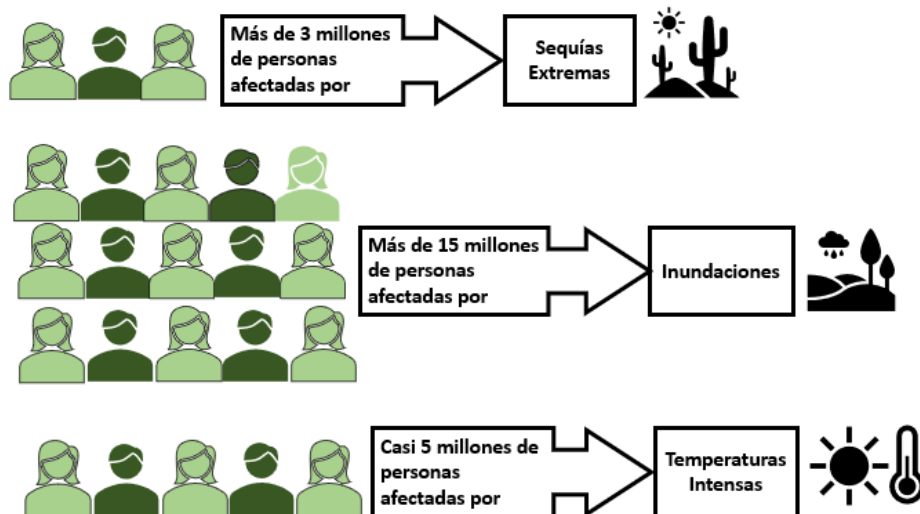 Más de 3 millones
de personas
afectadas por
Sequías
Extremas
Más de 15 millones
de personas
afectadas por
Inundaciones
Casi 5 millones de
personas
afectadas por
Temperaturas
Intensas